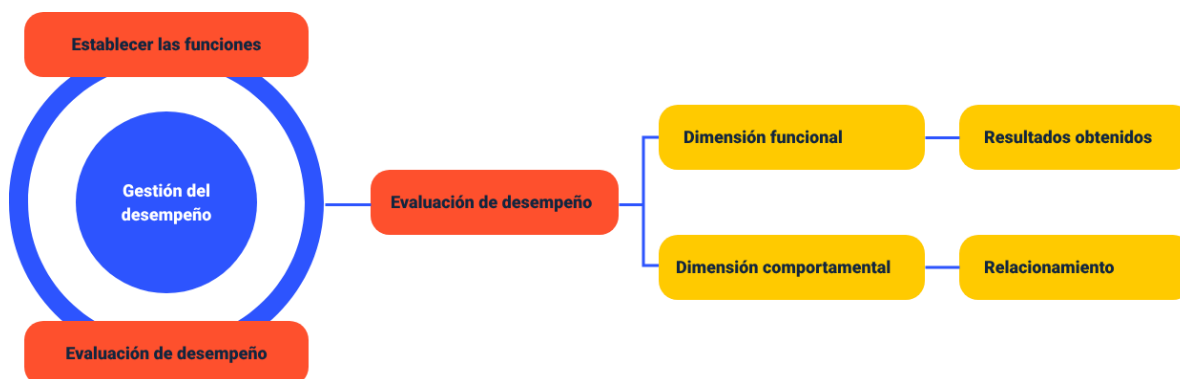 Establecer las funciones
Gestión del
desempeño
Evaluación de desempeño
Evaluación de desempeño
Dimensión funcional
Resultados obtenidos
Dimensión comportamental
Relacionamiento